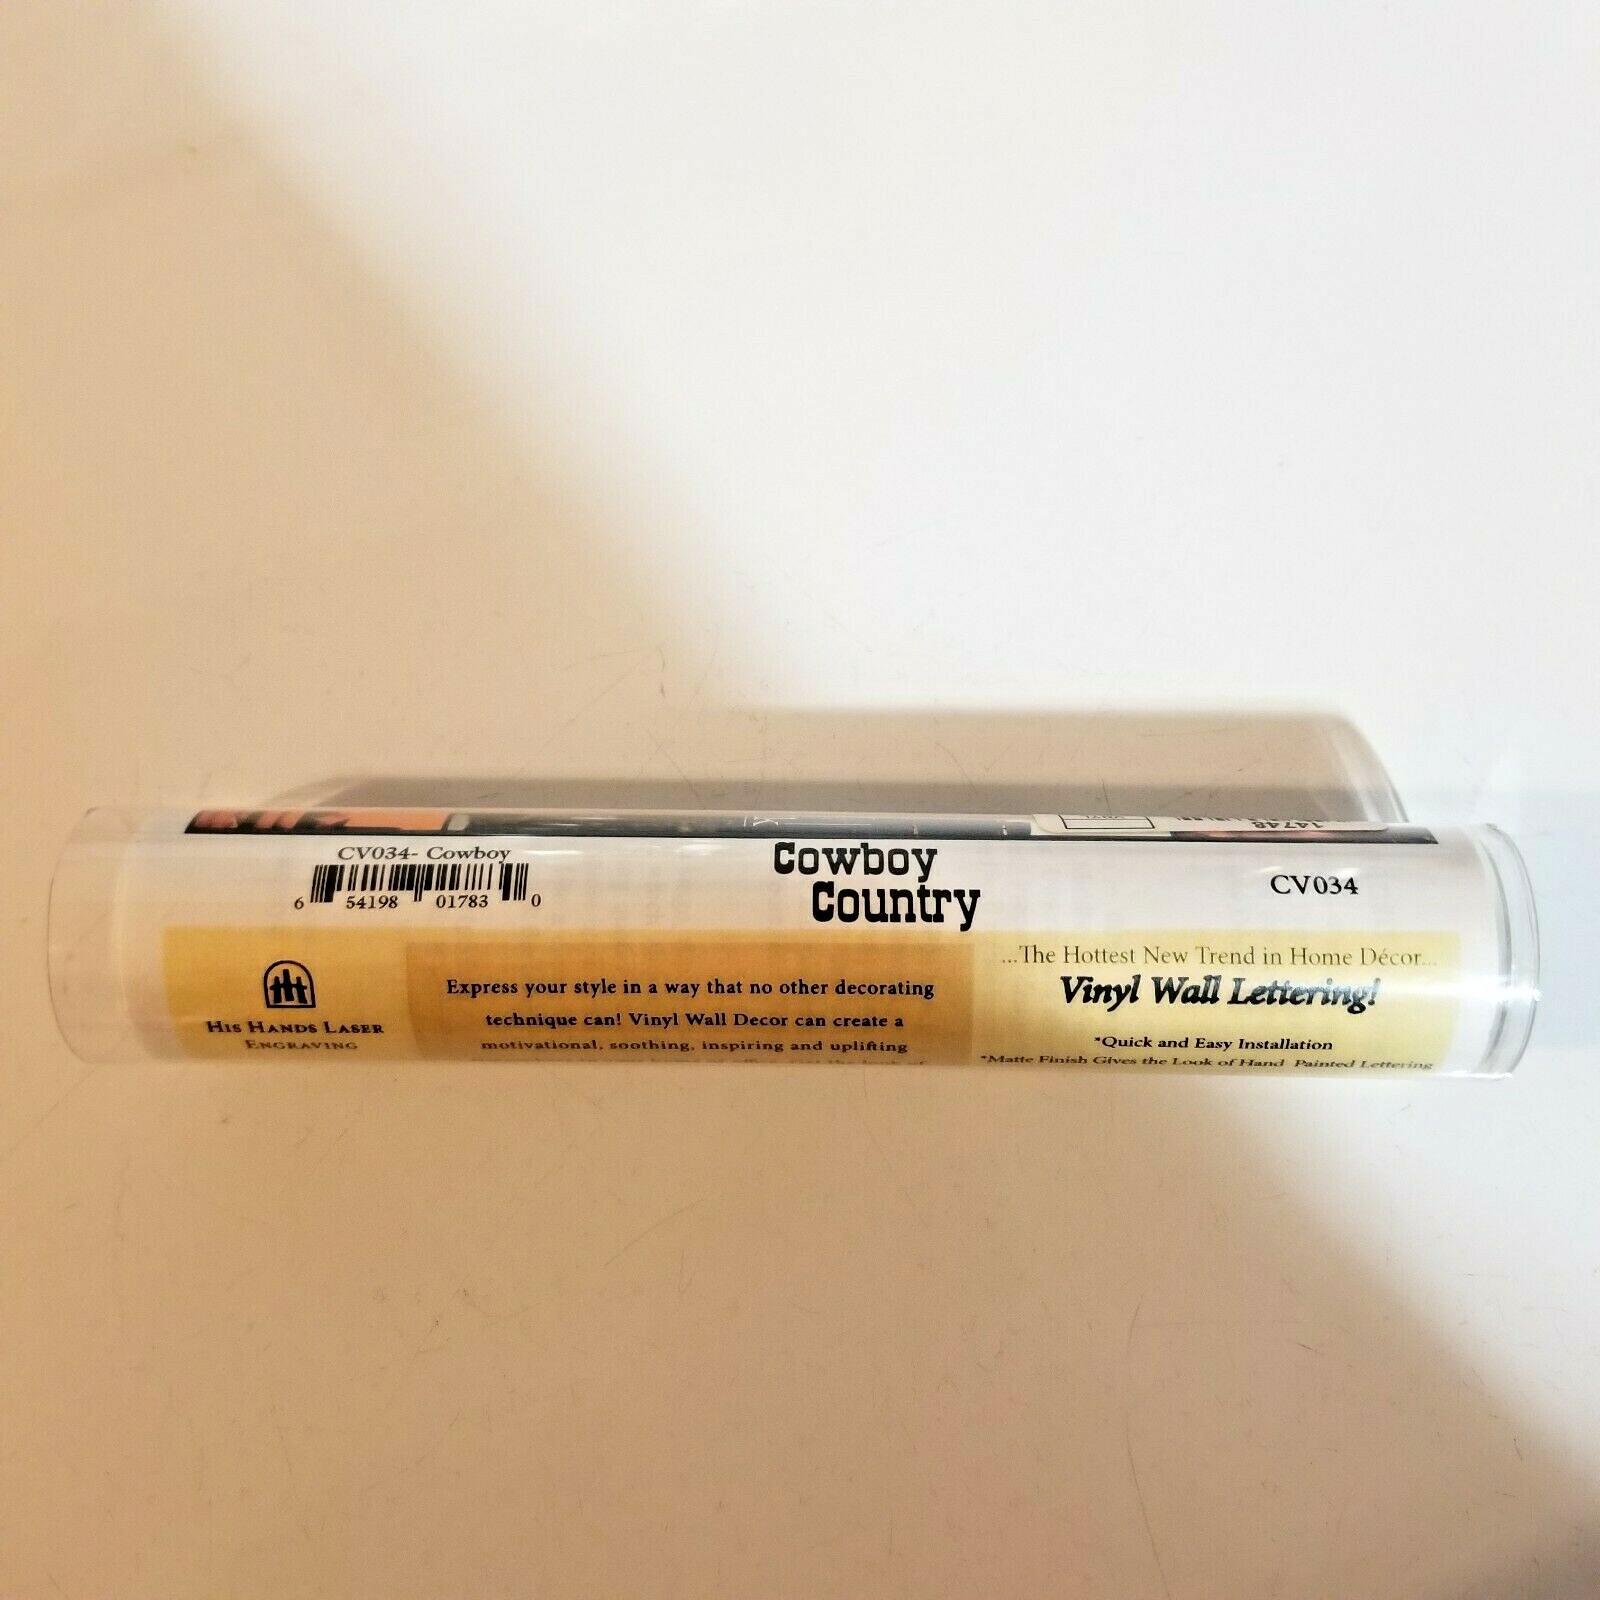 14748
CV034- Cowboy
6 54198 01783 0
Cowboy
Country
CV034
His Hands Laser
Engraving
Express your style in a way that no other decorating
technique can! Vinyl Wall Decor can create a
motivational, soothing, inspiring and uplifting
...The Hottest New Trend in Home Décor...
Vinyl Wall Lettering!
*Quick and Easy Installation
*Matte Finish Gives the Look of Hand Painted Lettering